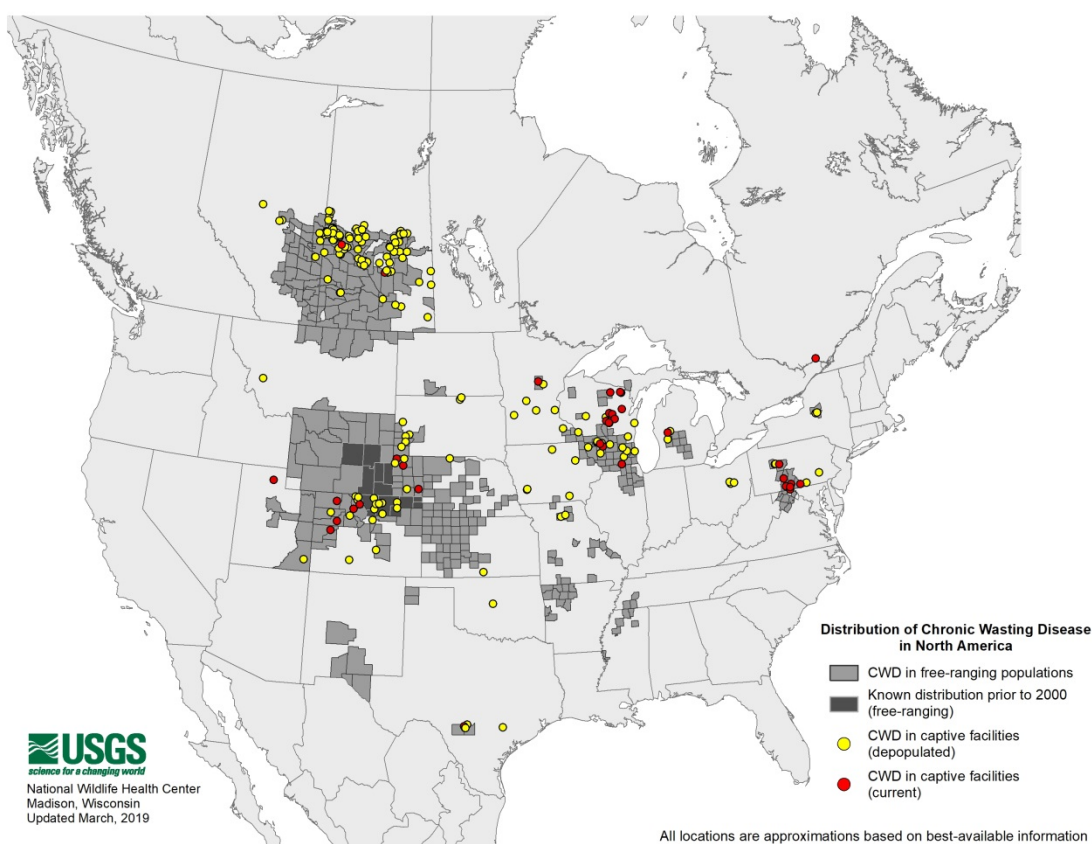 Distribution of Chronic Wasting Disease
in North America
CWD in free-ranging populations
Known distribution prior to 2000
(free-ranging)
CWD in captive facilities
(depopulated)
CWD in captive facilities
(current)
USGS
science for a changing world
National Wildlife Health Center
Madison, Wisconsin
Updated March, 2019
All locations are approximations based on best-available information